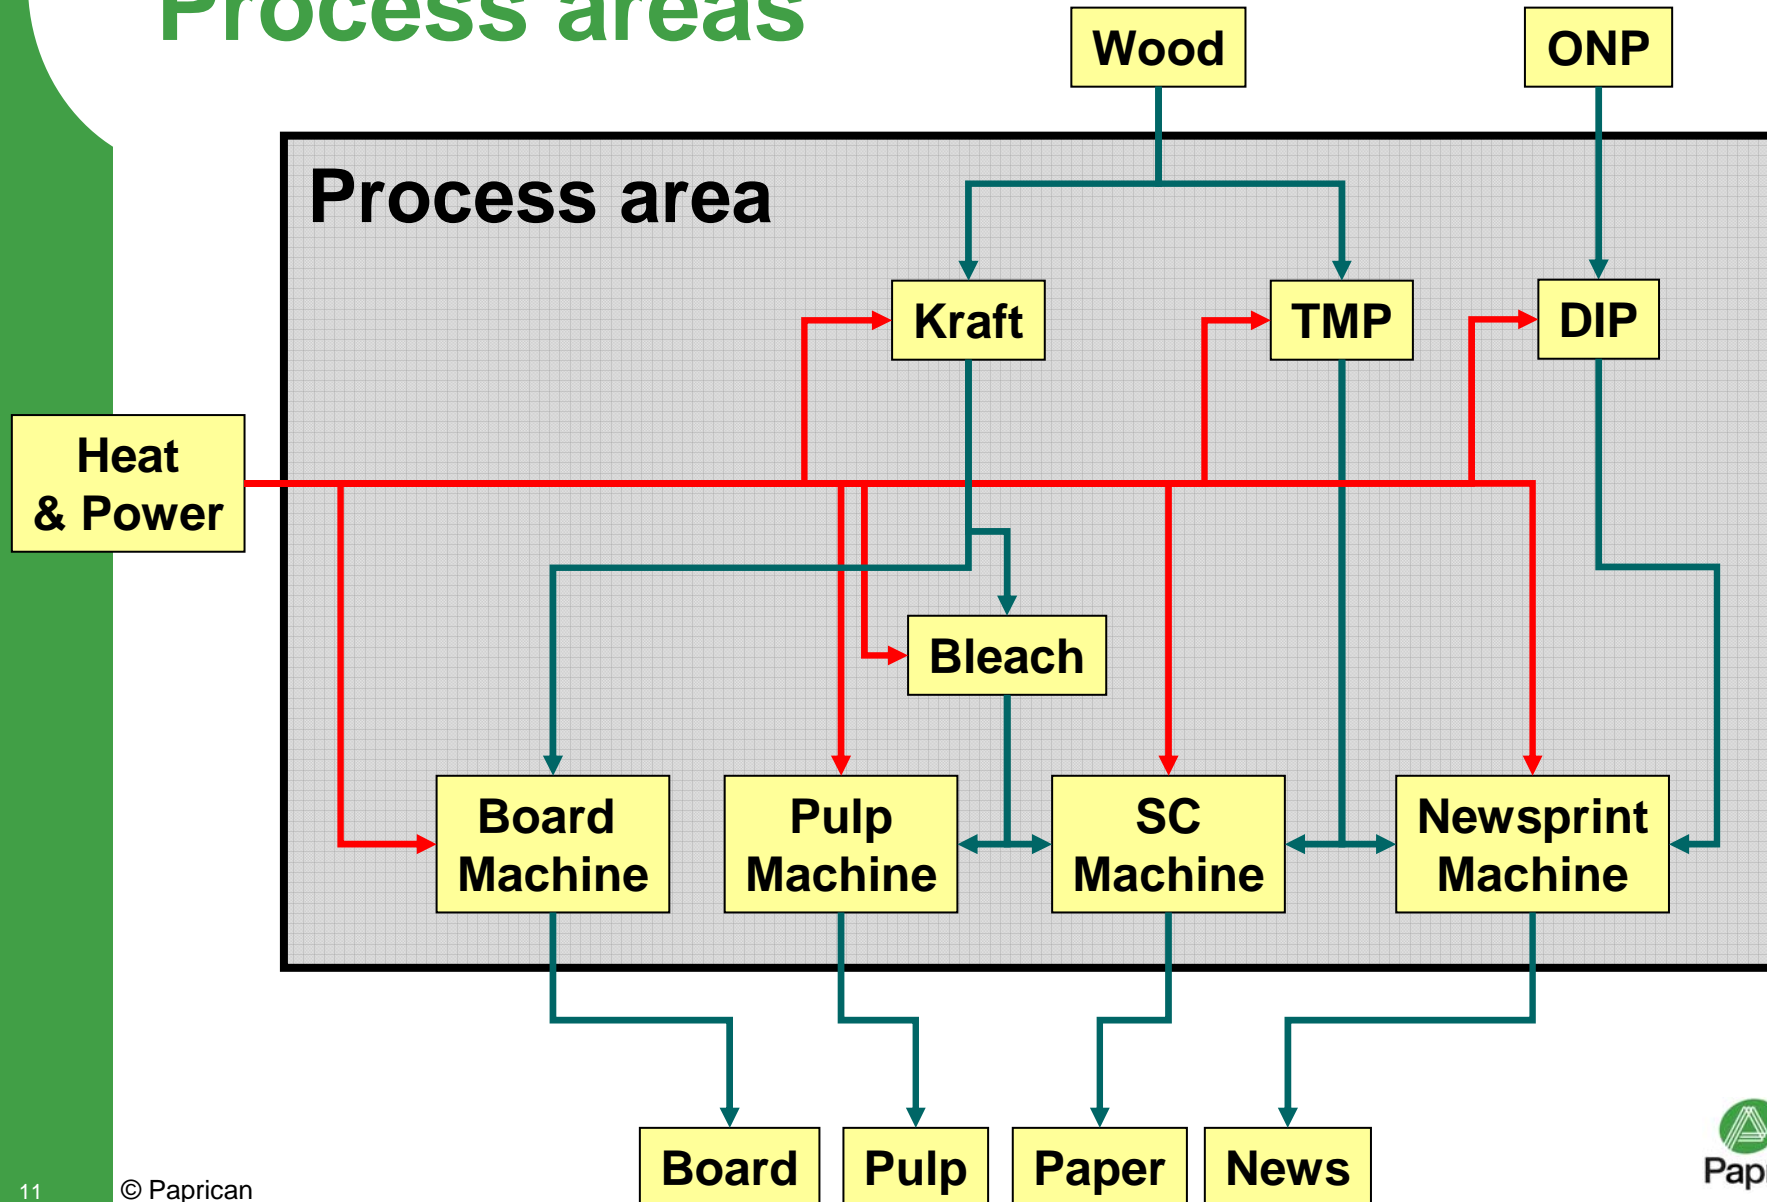 Process areas
Wood
ONP
Process area
Kraft
TMP
DIP
Heat
& Power
Bleach
Board
Machine
Pulp
Machine
SC
Machine
Newsprint
Machine
Board
Pulp
Paper
News
11
© Paprican